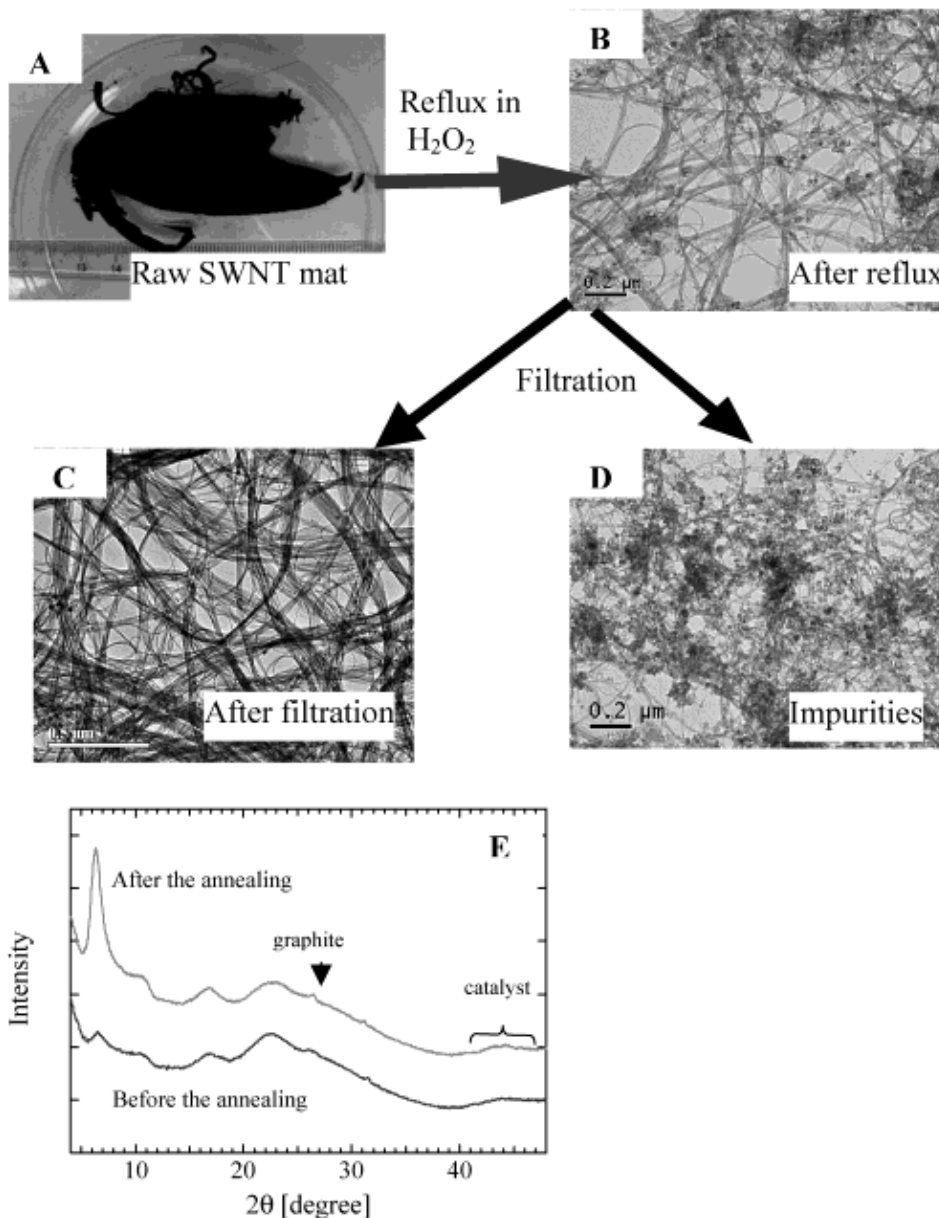 A
Reflux in
H₂O₂
B
Raw SWNT mat
0.2 μm
After reflux
Filtration
C
After filtration
D
0.2 μm
Impurities
E
After the annealing
graphite
catalyst
Before the annealing
Intensity
10 20 30 40
2θ [degree]